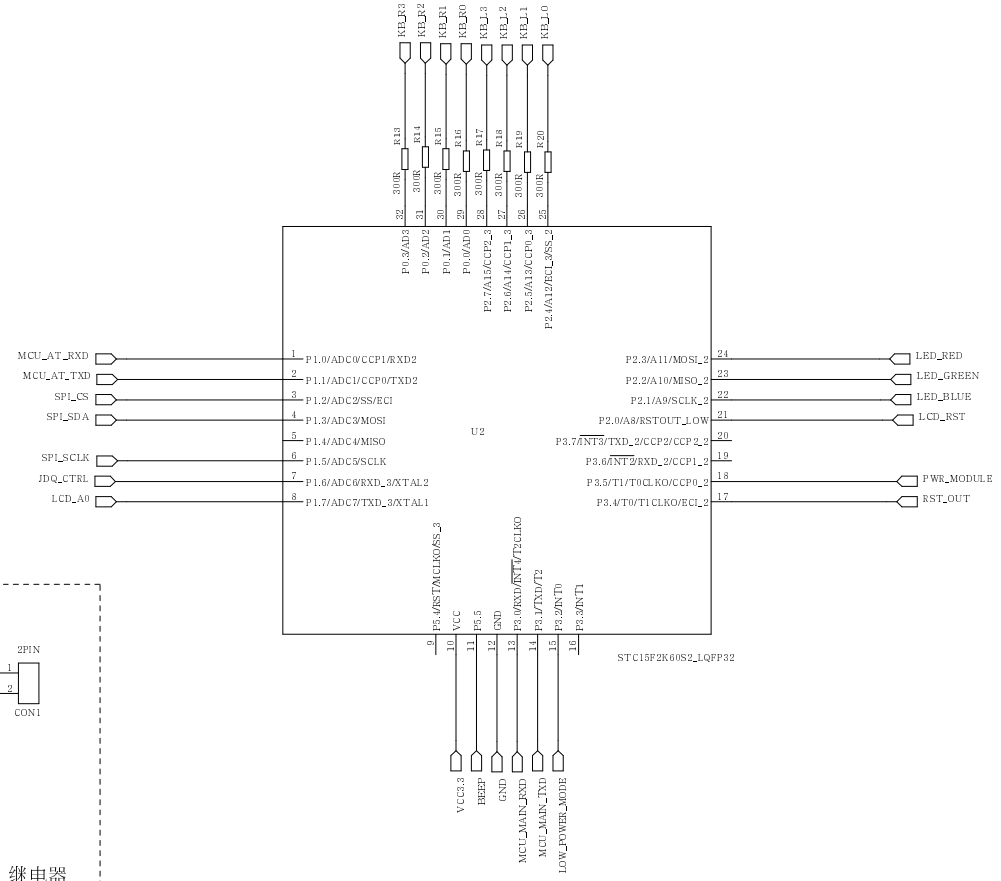 KB_R3
KB_R2
KB_R1
KB_R0
KB_L3
KB_L2
KB_L1
KB_L0
R13
R14
R15
R16
R17
R18
R19
R20
300R
300R
300R
300R
300R
300R
300R
300R
32
31
30
29
28
27
26
25
P0.3/AD3
P0.2/AD2
P0.1/AD1
P0.0/AD0
P2.7/A15/CCP2_3
P2.6/A14/CCP1_3
P2.5/A13/CCP0_3
P2.4/A12/ECI_3/SS_2
MCU_AT_RXD 1 P1.0/ADC0/CCP1/RXD2
MCU_AT_TXD 2 P1.1/ADC1/CCP0/TXD2
SPI_CS 3 P1.2/ADC2/SS/ECI
SPI_SDA 4 P1.3/ADC3/MOSI
5 P1.4/ADC4/MISO
SPI_SCLK 6 P1.5/ADC5/SCLK
JDQ_CTRL 7 P1.6/ADC6/RXD_3/XTAL2
LCD_A0 8 P1.7/ADC7/TXD_3/XTAL1
U2
P2.3/A11/MOSI_2 24 LED_RED
P2.2/A10/MISO_2 23 LED_GREEN
P2.1/A9/SCLK_2 22 LED_BLUE
P2.0/A8/RSTOUT_LOW 21 LCD_RST
P3.7/INT3/TXD_2/CCP2/CCP2_2 20
P3.6/INT2/RXD_2/CCP1_2 19
P3.5/T1/T0CLKO/CCP0_2 18 PWR_MODULE
P3.4/T0/T1CLKO/ECI_2 17 RST_OUT
P5.4/RST/MCLKO/SS_3
VCC
P5.5
GND
P3.0/RXD/INT4/T2CLKO
P3.1/TXD/T2
P3.2/INT0
P3.3/INT1
9
10
11
12
13
14
15
16
STC15F2K60S2_LQFP32
VCC3.3
BEEP
GND
MCU_MAIN_RXD
MCU_MAIN_TXD
LOW_POWER_MODE
2PIN
1
2
CON1
继电器